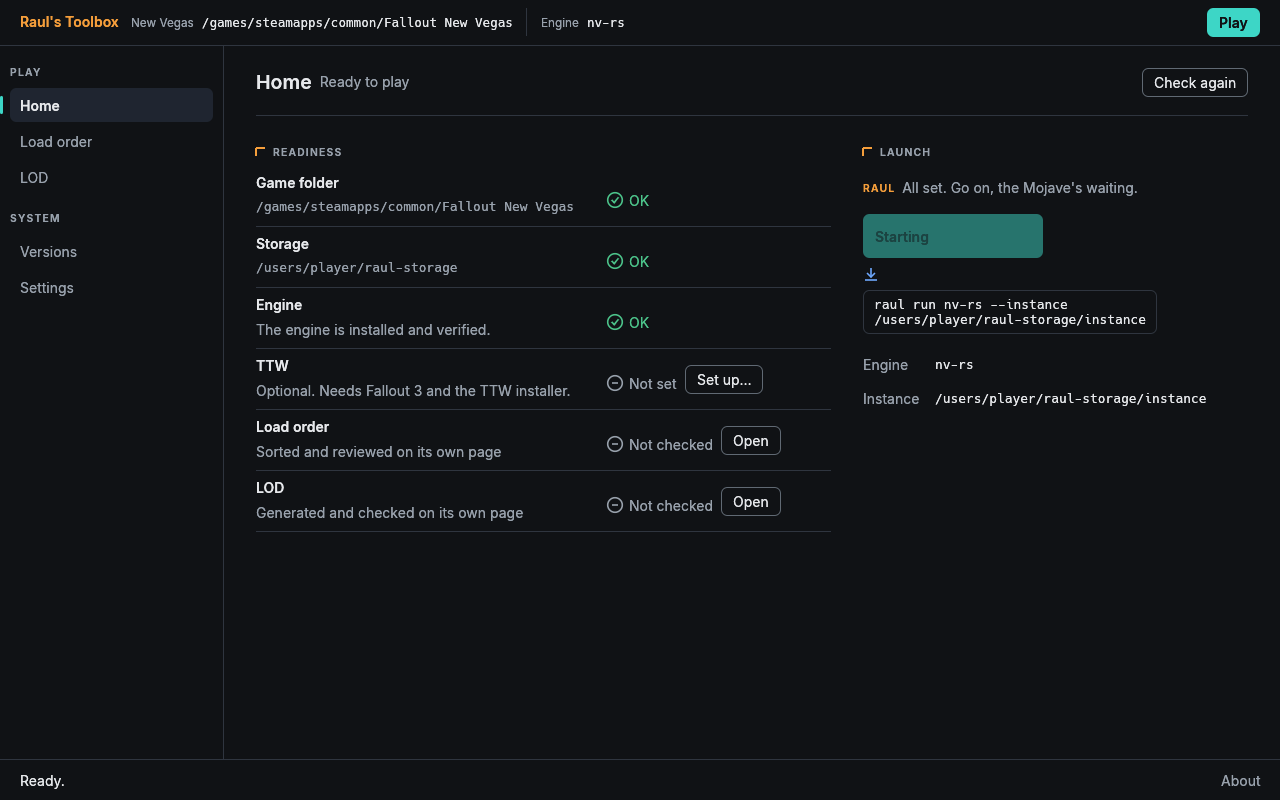 Raul's Toolbox New Vegas /games/steamapps/common/Fallout New Vegas Engine nv-rs Play
PLAY
Home
Load order
LOD
SYSTEM
Versions
Settings
Home Ready to play Check again
READINESS
Game folder
/games/steamapps/common/Fallout New Vegas OK
Storage
/users/player/raul-storage OK
Engine
The engine is installed and verified. OK
TTW
Optional. Needs Fallout 3 and the TTW installer. Not set Set up...
Load order
Sorted and reviewed on its own page Not checked Open
LOD
Generated and checked on its own page Not checked Open
LAUNCH
RAUL All set. Go on, the Mojave's waiting.
Starting
raul run nv-rs --instance
/users/player/raul-storage/instance
Engine nv-rs
Instance /users/player/raul-storage/instance
Ready. About